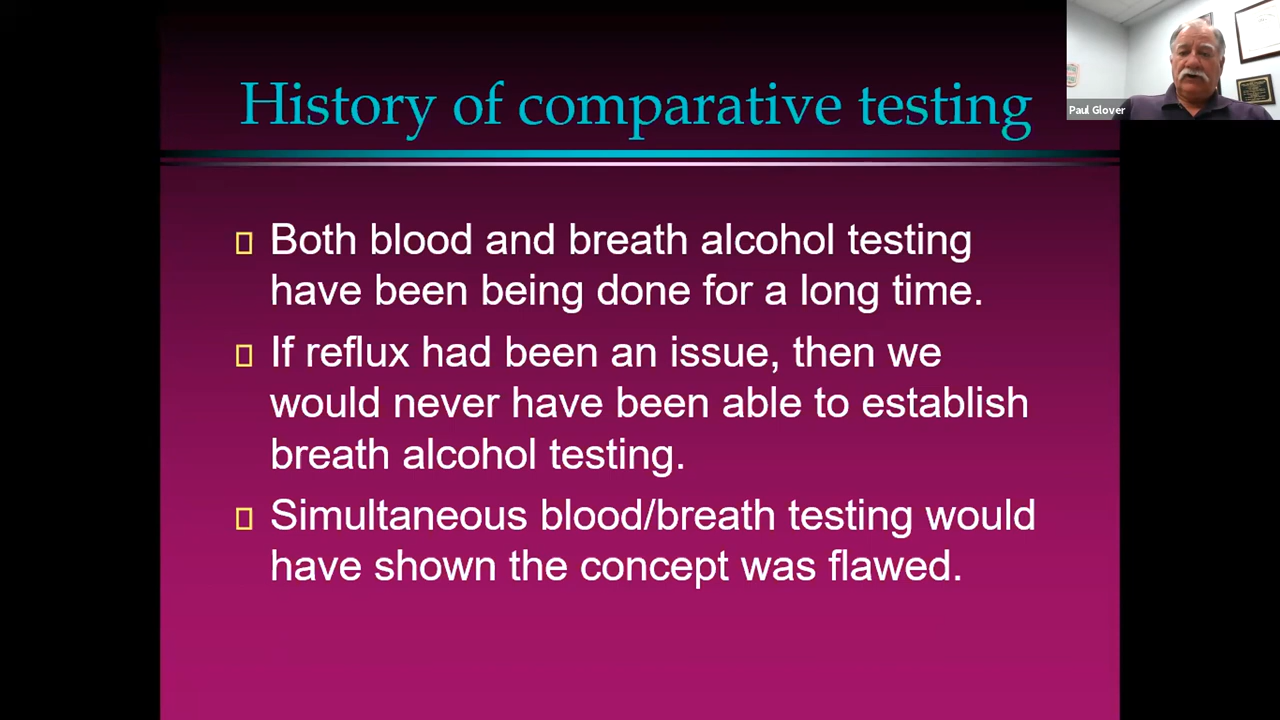 History of comparative testing
Paul Glover
Both blood and breath alcohol testing
have been being done for a long time.
If reflux had been an issue, then we
would never have been able to establish
breath alcohol testing.
Simultaneous blood/breath testing would
have shown the concept was flawed.